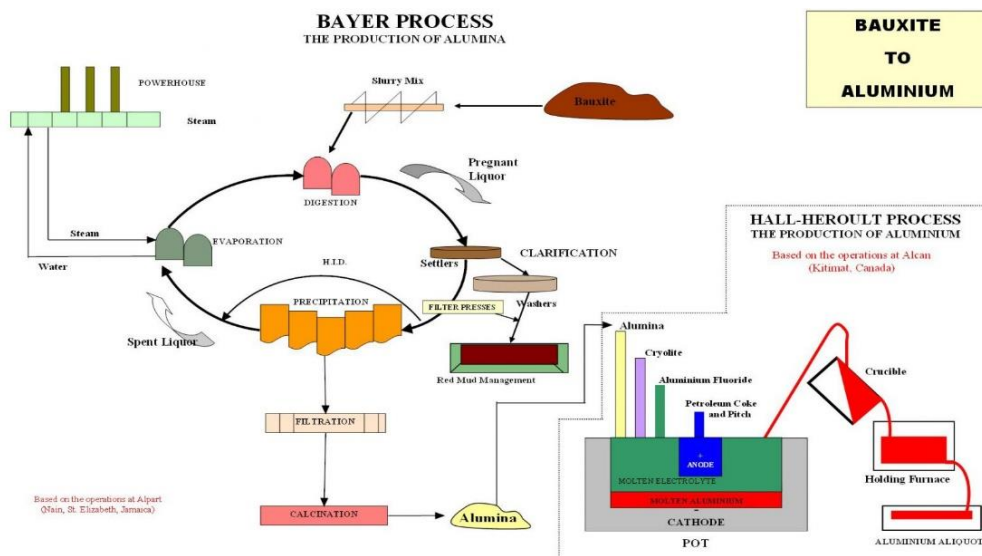 BAYER PROCESS
THE PRODUCTION OF ALUMINA
BAUXITE
TO
ALUMINIUM
POWERHOUSE
Steam
Slurry Mix
Bauxite
Pregnant
Liquor
DIGESTION
Steam
EVAPORATION
Water
Settlers
CLARIFICATION
Washers
H.I.D.
PRECIPITATION
FILTER PRESSES
Spent Liquor
Red Mud Management
FILTRATION
CALCINATION
Alumina
Based on the operations at Alpart
(Nain, St. Elizabeth, Jamaica)
HALL-HEROULT PROCESS
THE PRODUCTION OF ALUMINIUM
Based on the operations at Alcan
(Kitimat, Canada)
Alumina
Cryolite
Aluminium Fluoride
Petroleum Coke
and Pitch
+
ANODE
MOLTEN ELECTROLYTE
MOLTEN ALUMINIUM
-
CATHODE
POT
Crucible
Holding Furnace
ALUMINIUM ALIQUOT